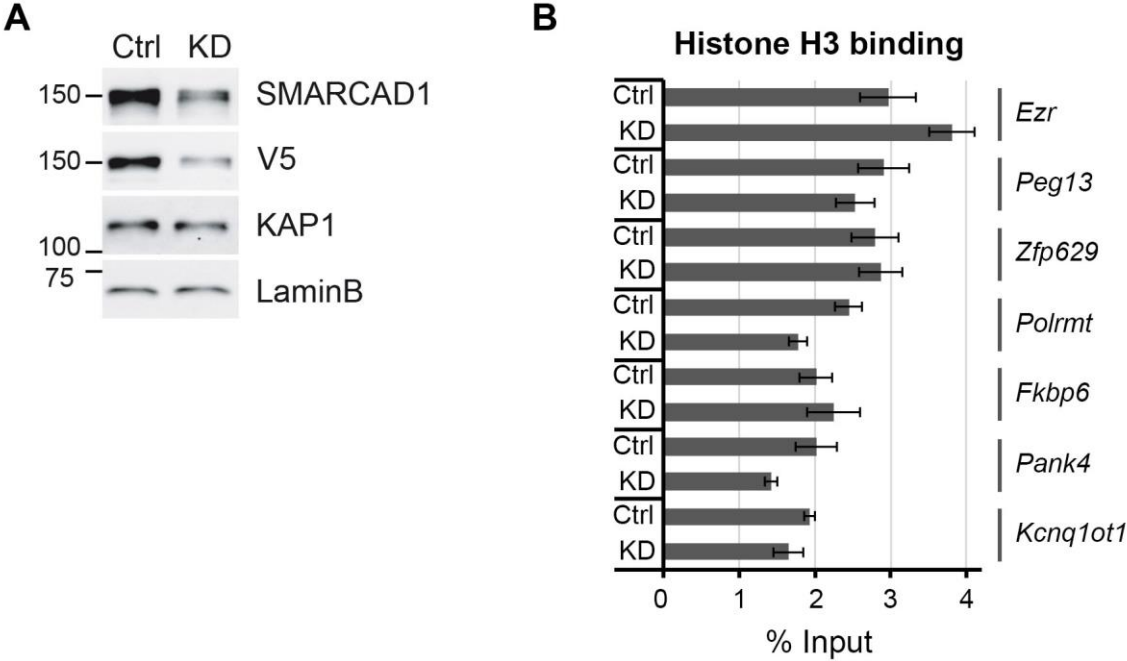 A
Ctrl KD
150 SMARCAD1
150 V5
KAP1
100
75
LaminB
B
Histone H3 binding
Ctrl
KD
Ezr
Ctrl
KD
Peg13
Ctrl
KD
Zfp629
Ctrl
KD
Polrmt
Ctrl
KD
Fkbp6
Ctrl
KD
Pank4
Ctrl
KD
Kcnq1ot1
0 1 2 3 4
% Input